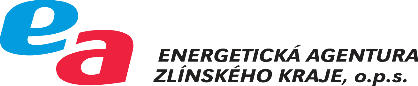 ea
ENERGETICKÁ AGENTURA
ZLÍNSKÉHO KRAJE, o.p.s.